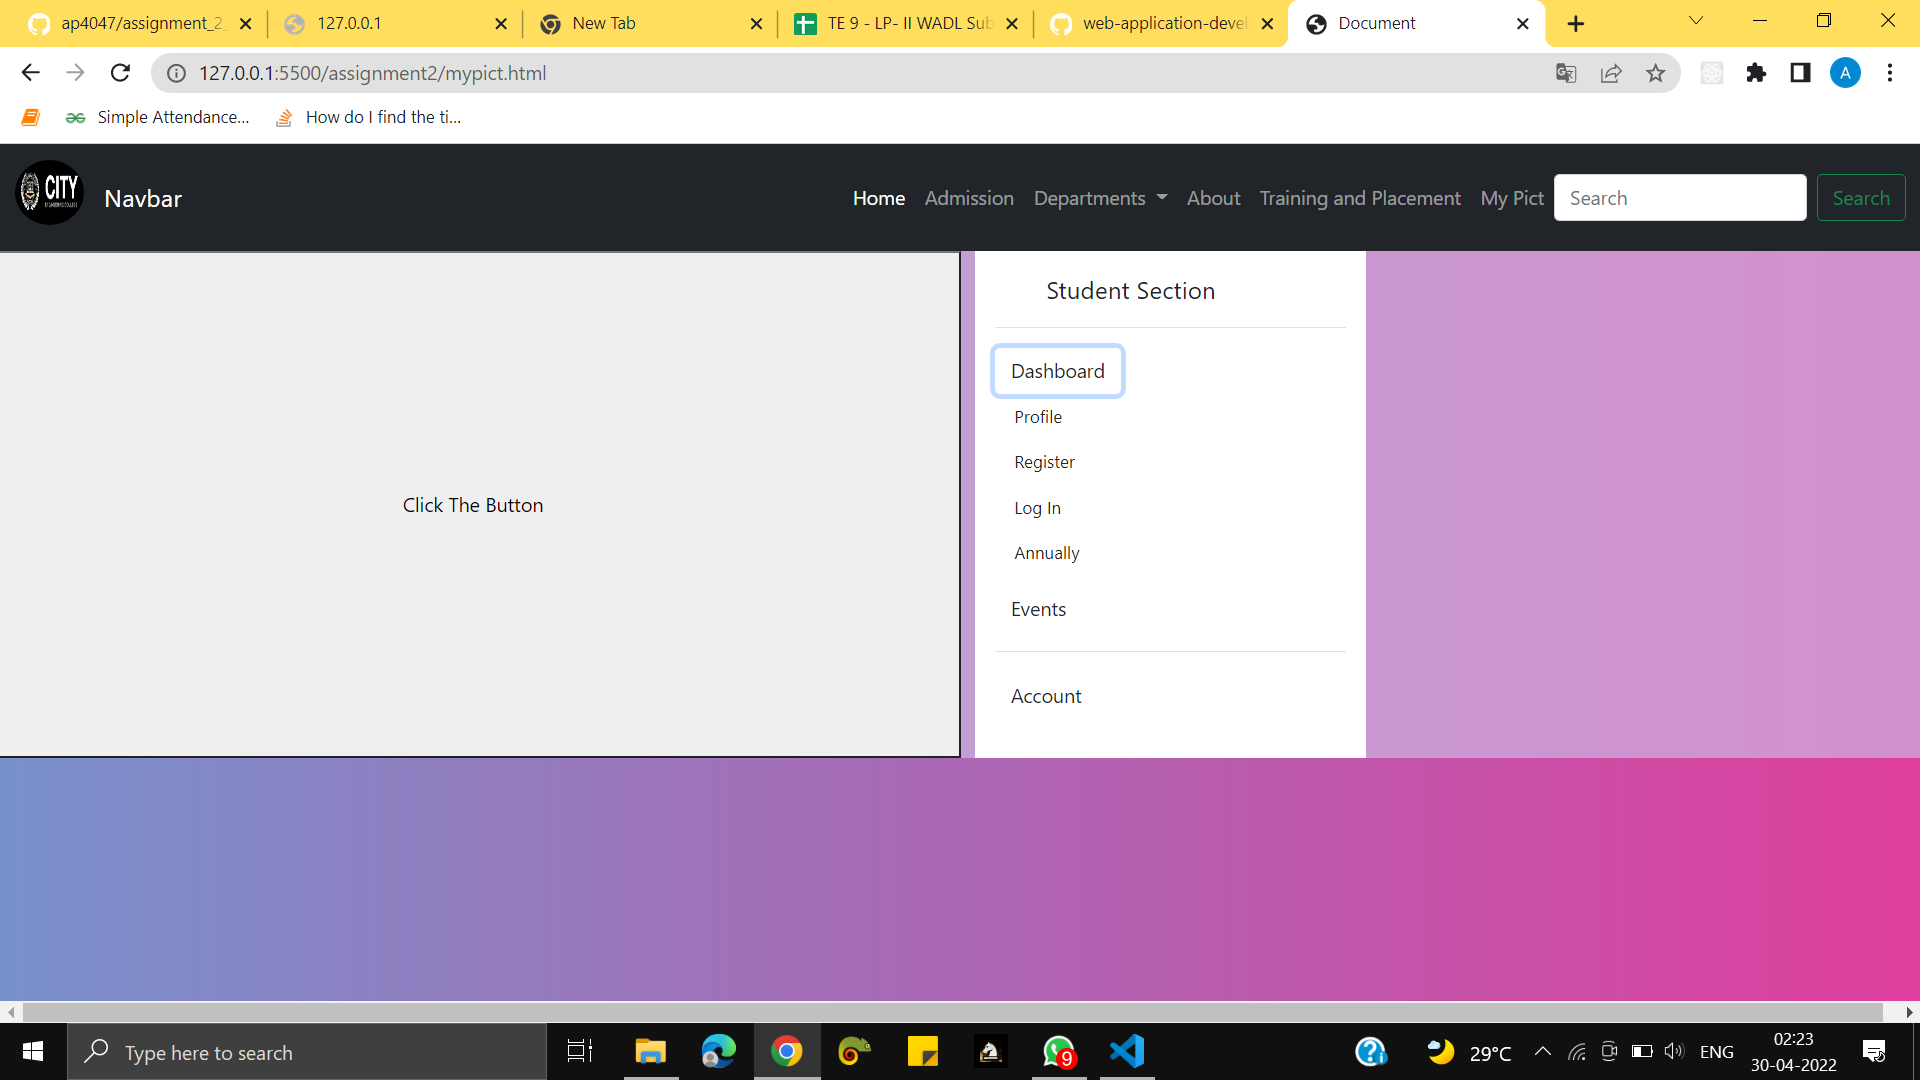 ap4047/assignment_2 127.0.0.1 New Tab TE 9 - LP- II WADL Sub web-application-devel Document
127.0.0.1:5500/assignment2/mypict.html A
Simple Attendance... How do I find the ti...
CITY Navbar Home Admission Departments About Training and Placement My Pict Search Search
Student Section
Dashboard
Profile
Register
Log In
Annually
Events
Account
Click The Button
Type here to search 9 29°C ENG 02:23
30-04-2022